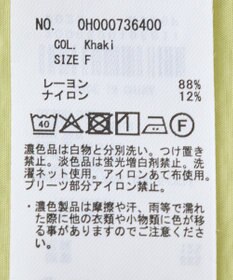 NO. OH000736400
COL. Khaki
SIZE F
レーヨン 88%
ナイロン 12%
40 F
濃色品は白物と分別洗い。つけ置き
禁止。淡色品は蛍光増白剤禁止。洗
濯ネット使用。アイロンあて布使用。
プリーツ部分アイロン禁止。
・濃色製品は摩擦や汗、雨等で濡れ
た際に他の衣類や小物類に色が移
る事がありますのでご注意下さい。